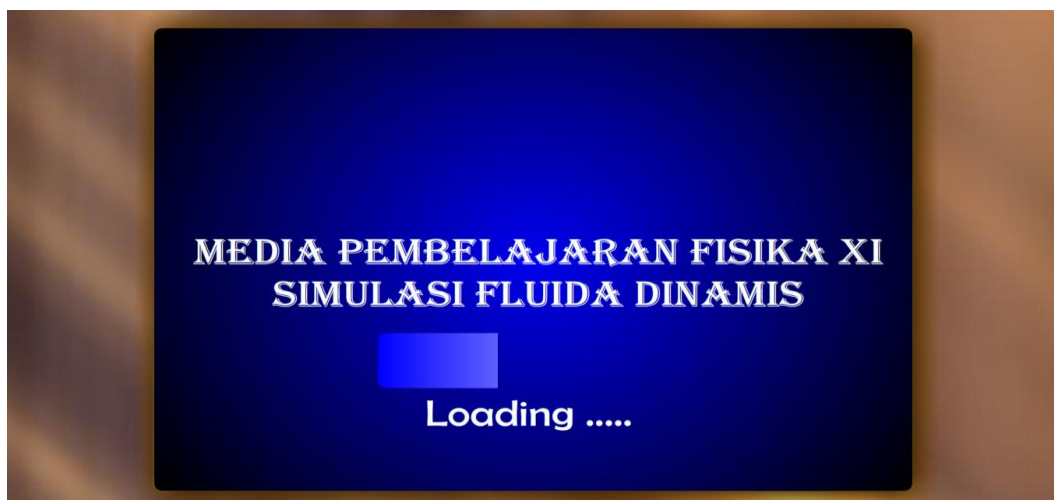 MEDIA PEMBELAJARAN FISIKA XI
SIMULASI FLUIDA DINAMIS
Loading .....